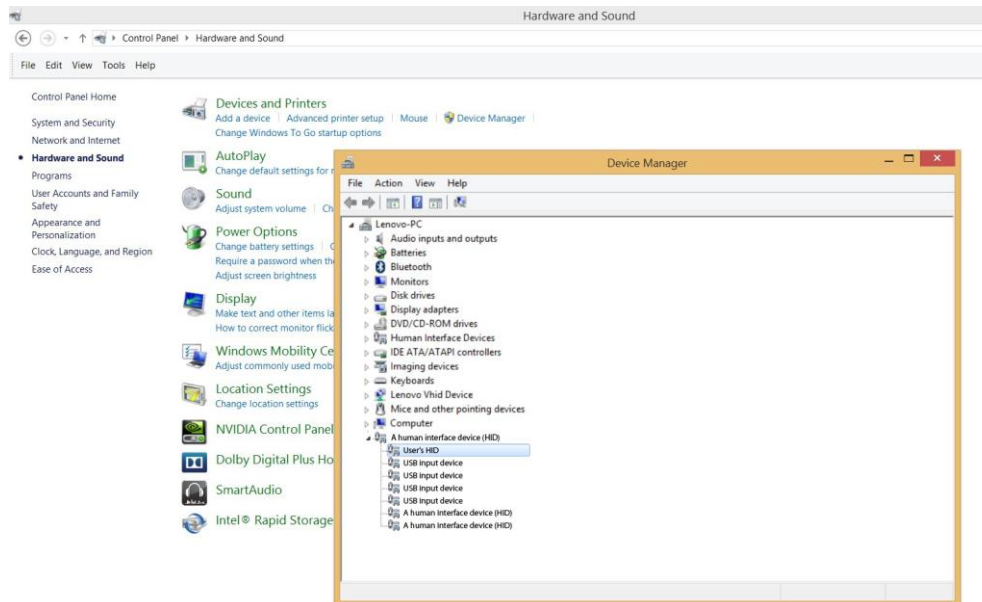 Hardware and Sound
Control Panel Hardware and Sound
File Edit View Tools Help
Control Panel Home
System and Security
Network and Internet
Hardware and Sound
Programs
User Accounts and Family
Safety
Appearance and
Personalization
Clock, Language, and Region
Ease of Access
Devices and Printers
Add a device Advanced printer setup Mouse Device Manager
Change Windows To Go startup options
AutoPlay
Change default settings for
Sound
Adjust system volume
Power Options
Change battery settings
Require a password when the
Adjust screen brightness
Display
Make text and other items
How to correct monitor
Windows Mobility
Adjust commonly used
Location Settings
Change location settings
NVIDIA Control Panel
Dolby Digital Plus
SmartAudio
Intel® Rapid Storage
Device Manager
File Action View Help
Lenovo-PC
Audio inputs and outputs
Batteries
Bluetooth
Monitors
Disk drives
Display adapters
DVD/CD-ROM drives
Human Interface Devices
IDE ATA/ATAPI controllers
Imaging devices
Keyboards
Lenovo Vhid Device
Mice and other pointing devices
Computer
A human interface device (HID)
User's HID
USB input device
USB input device
USB input device
USB input device
A human interface device (HID)
A human interface device (HID)